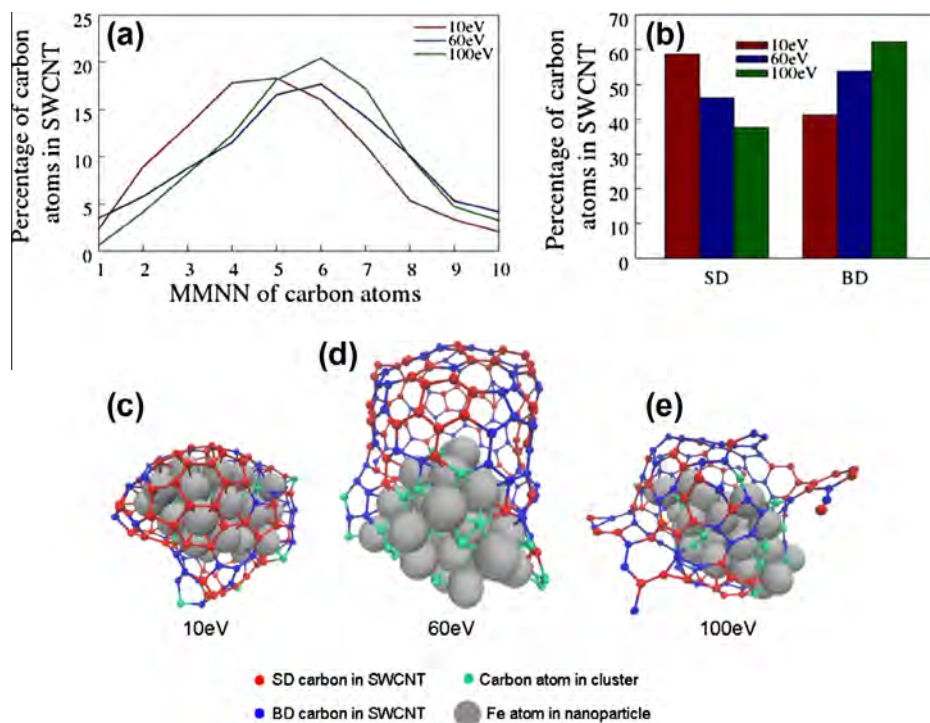 Percentage of carbon
atoms in SWCNT
25
20
15
10
5
0
(a)
10eV
60eV
100eV
1 2 3 4 5 6 7 8 9 10
MMNN of carbon atoms
Percentage of carbon
atoms in SWCNT
70
60
50
40
30
20
10
0
(b)
10eV
60eV
100eV
SD BD
(c)
10eV
(d)
60eV
(e)
100eV
SD carbon in SWCNT
Carbon atom in cluster
BD carbon in SWCNT
Fe atom in nanoparticle